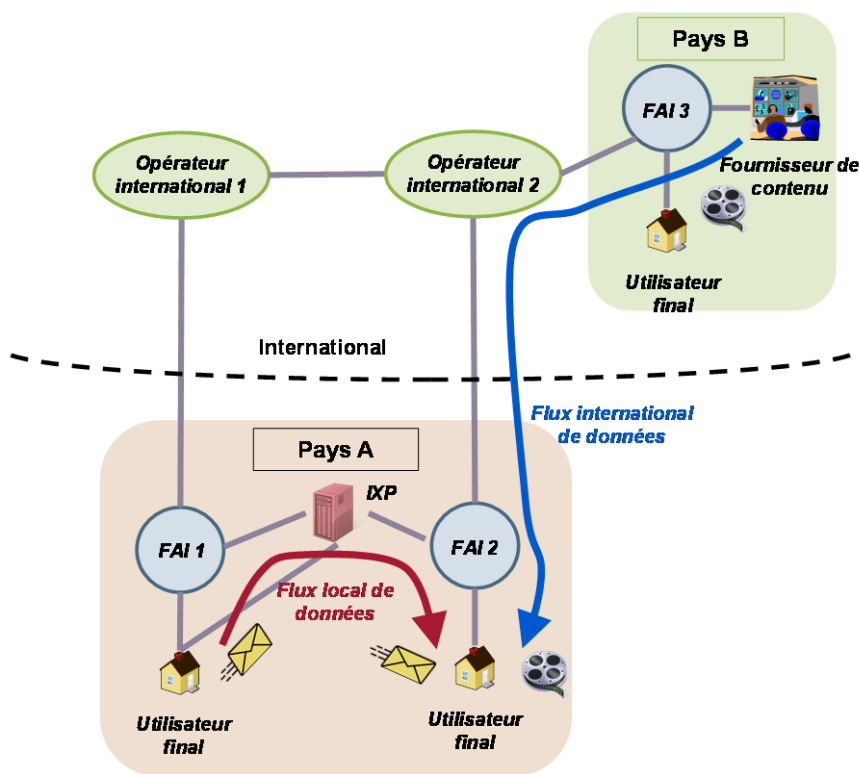 Pays B
FAI 3
Opérateur
international 1
Opérateur
international 2
Fournisseur de
contenu
Utilisateur
final
International
Flux international
de données
Pays A
IXP
FAI 1
FAI 2
Flux local de
données
Utilisateur
final
Utilisateur
final